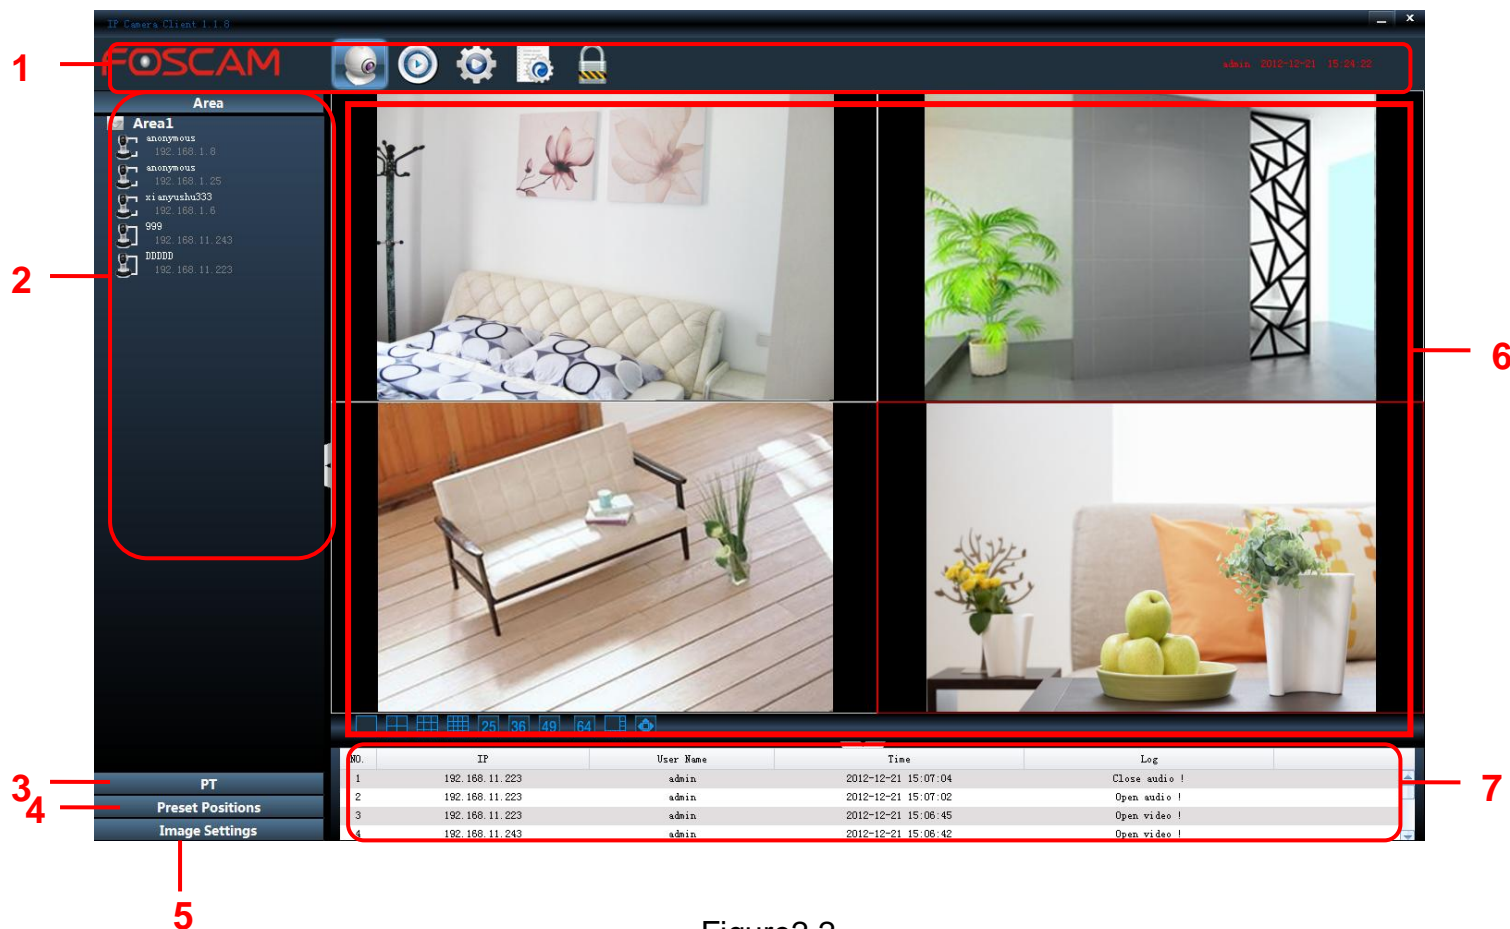 IP Camera Client 1.1.8
1
FOSCAM
admin 2012-12-21 15:24:22
Area
Area1
anonymous
192.168.1.8
anonymous
192.168.1.25
xianyushu333
192.168.1.6
999
192.168.11.243
DDDDD
192.168.11.223
2
6
25 36 49 64
NO. IP User Name Time Log
1 192.168.11.223 admin 2012-12-21 15:07:04 Close audio !
2 192.168.11.223 admin 2012-12-21 15:07:02 Open audio !
3 192.168.11.223 admin 2012-12-21 15:06:45 Open video !
4 192.168.11.243 admin 2012-12-21 15:06:42 Open video !
7
3
PT
4
Preset Positions
Image Settings
5